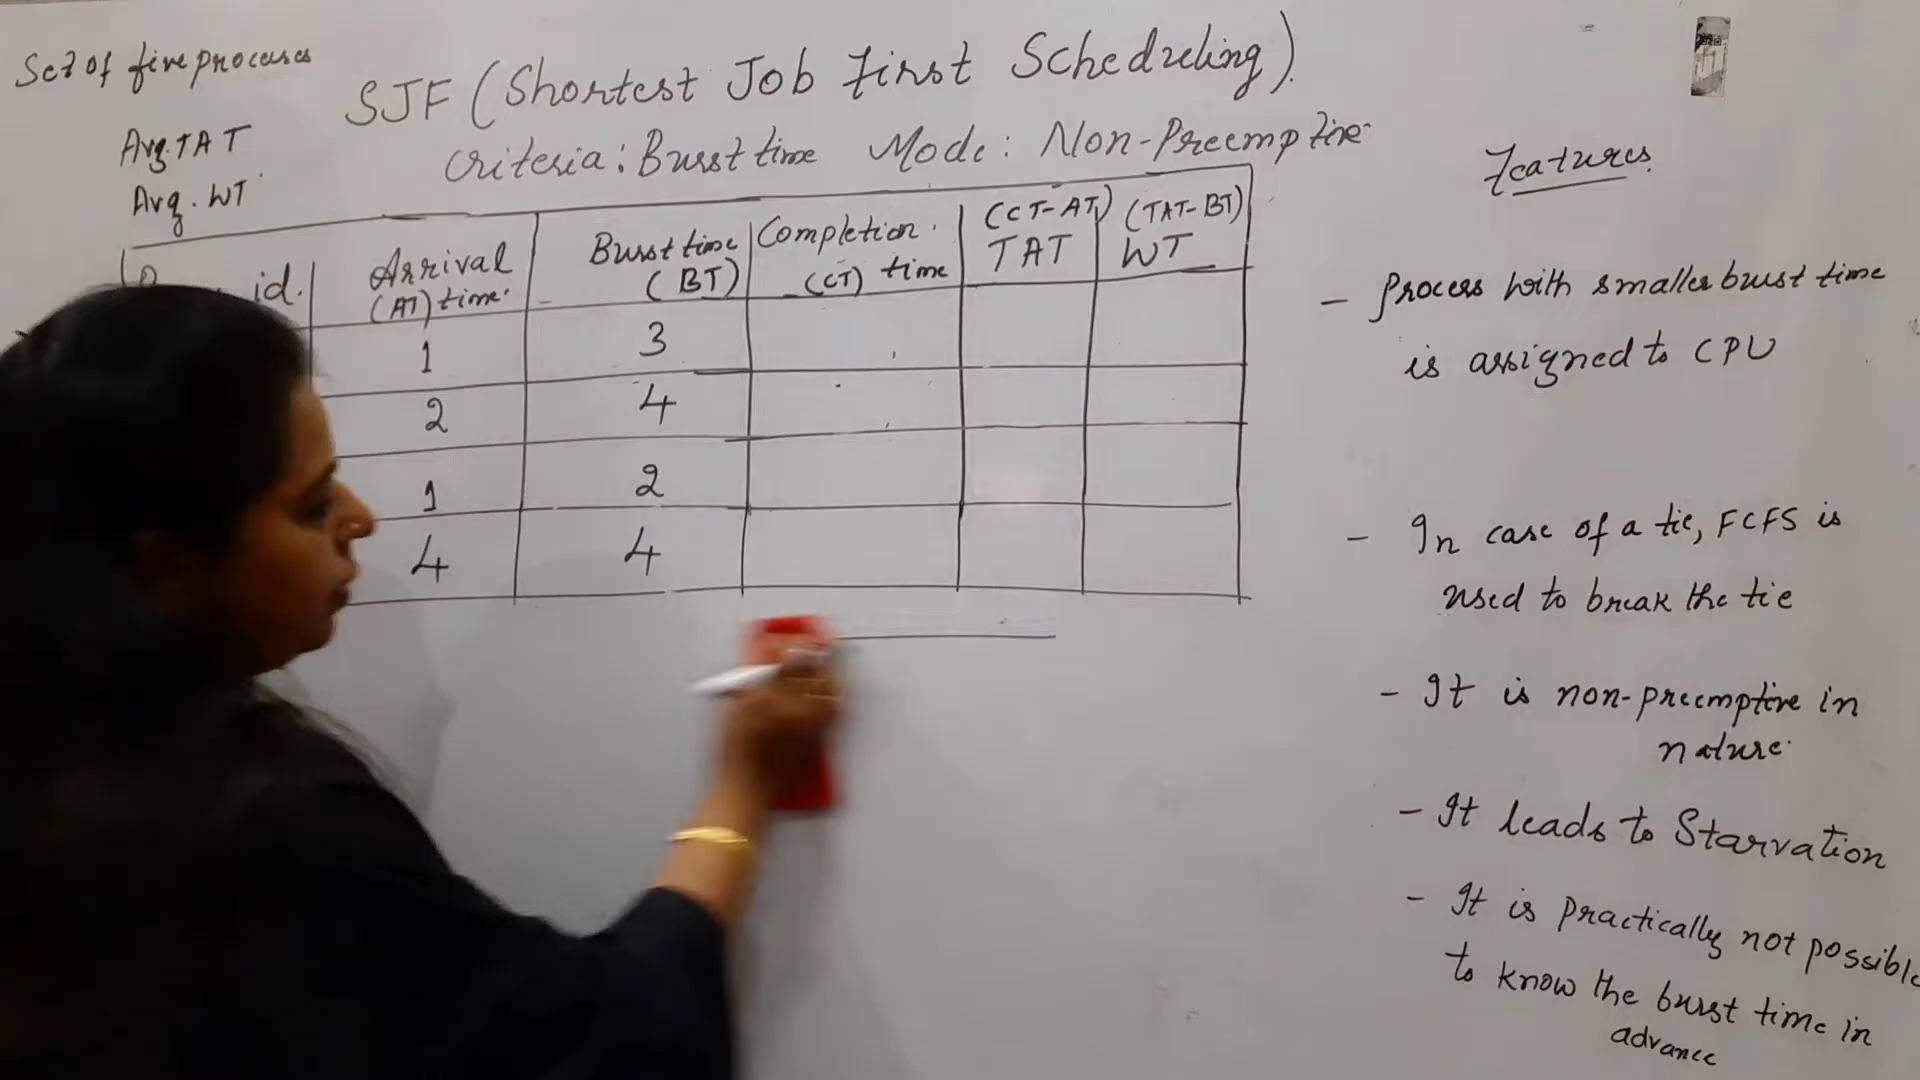 Set of five processes
SJF (Shortest Job First Scheduling).
Avg. TAT
Criteria: Burst time Mode: Non-Preemptive
Avg. WT
id. Arrival (AT) time. Burst time (BT) Completion (CT) time (CT-AT) TAT (TAT-BT) WT
1 3
2 4
1 2
4 4
Features
- Process with smaller burst time
is assigned to CPU
- In case of a tie, FCFS is
used to break the tie
- It is non-preemptive in
nature.
- It leads to Starvation
- It is practically not possible
to know the burst time in
advance